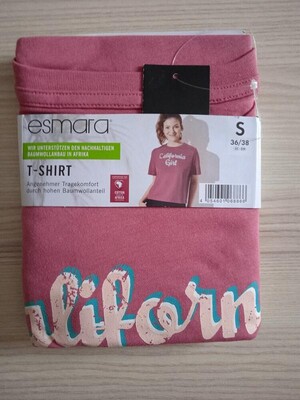 esmara
WIR UNTERSTÜTZEN DEN NACHHALTIGEN
BAUMWOLLANBAU IN AFRIKA
T-SHIRT
Angenehmer Tragekomfort
durch hohen Baumwollanteil
California
Girl
S
36/38
aliforn